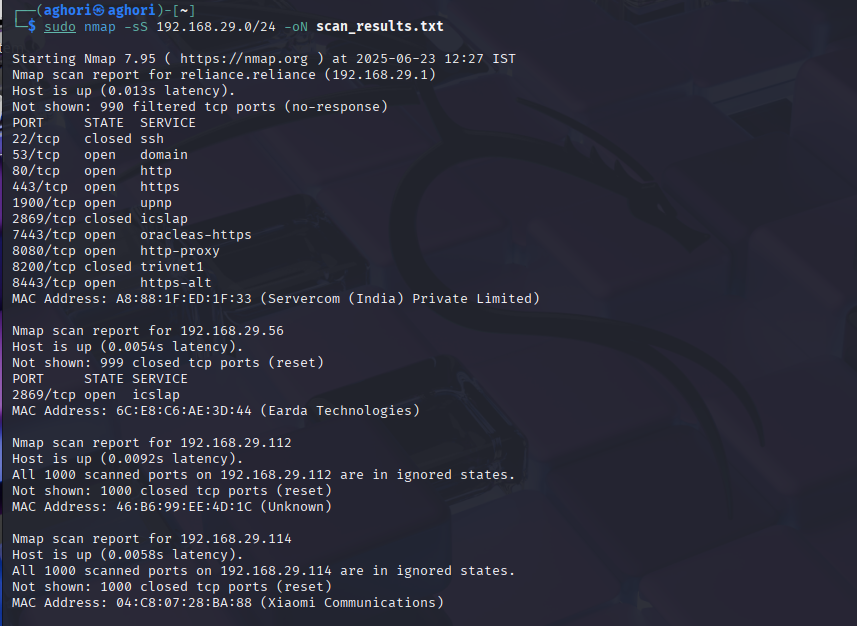 ┌──(aghori㉿aghori)-[~]
└─$ sudo nmap -sS 192.168.29.0/24 -oN scan_results.txt
Starting Nmap 7.95 ( https://nmap.org ) at 2025-06-23 12:27 IST
Nmap scan report for reliance.reliance (192.168.29.1)
Host is up (0.013s latency).
Not shown: 990 filtered tcp ports (no-response)
PORT     STATE  SERVICE
22/tcp   closed ssh
53/tcp   open   domain
80/tcp   open   http
443/tcp  open   https
1900/tcp open   upnp
2869/tcp closed icslap
7443/tcp open   oracleas-https
8080/tcp open   http-proxy
8200/tcp closed trivnet1
8443/tcp open   https-alt
MAC Address: A8:88:1F:ED:1F:33 (Servercom (India) Private Limited)
Nmap scan report for 192.168.29.56
Host is up (0.0054s latency).
Not shown: 999 closed tcp ports (reset)
PORT     STATE SERVICE
2869/tcp open  icslap
MAC Address: 6C:E8:C6:AE:3D:44 (Earda Technologies)
Nmap scan report for 192.168.29.112
Host is up (0.0092s latency).
All 1000 scanned ports on 192.168.29.112 are in ignored states.
Not shown: 1000 closed tcp ports (reset)
MAC Address: 46:B6:99:EE:4D:1C (Unknown)
Nmap scan report for 192.168.29.114
Host is up (0.0058s latency).
All 1000 scanned ports on 192.168.29.114 are in ignored states.
Not shown: 1000 closed tcp ports (reset)
MAC Address: 04:C8:07:28:BA:88 (Xiaomi Communications)